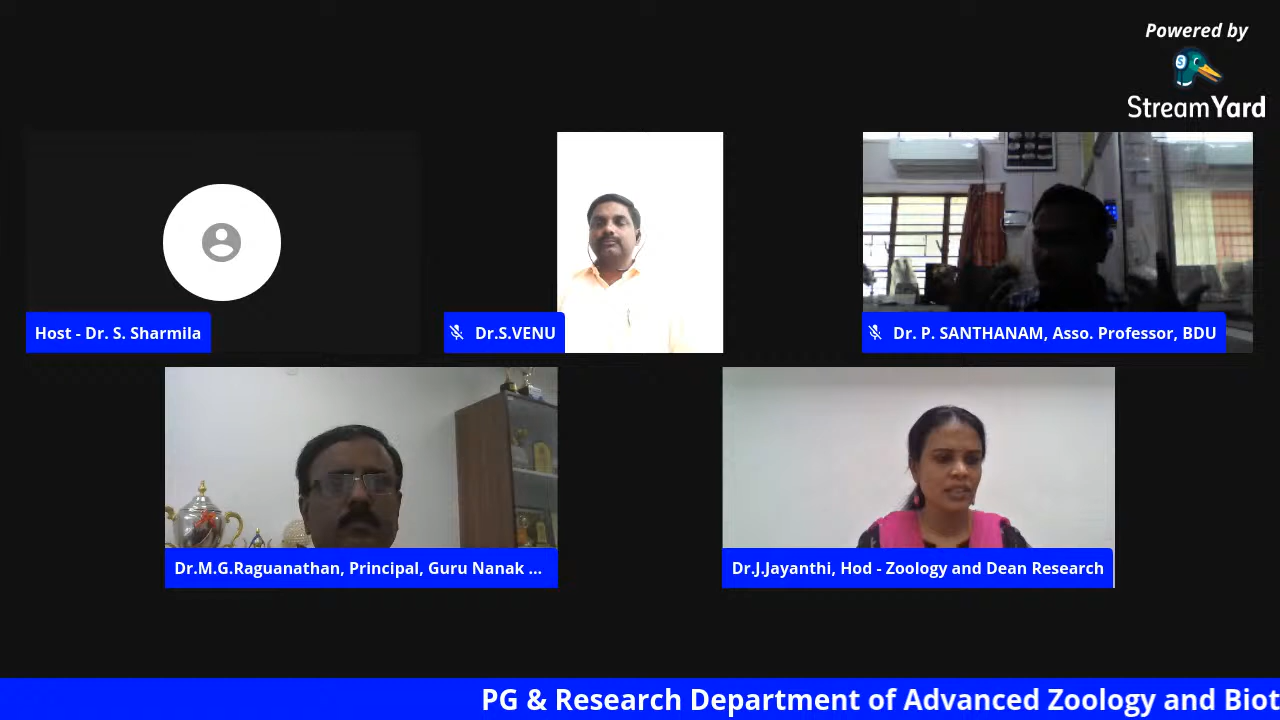 Powered by
StreamYard
Host - Dr. S. Sharmila
Dr.S.VENU
Dr. P. SANTHANAM, Asso. Professor, BDU
Dr.M.G.Raguanathan, Principal, Guru Nanak ...
Dr.J.Jayanthi, Hod - Zoology and Dean Research
PG & Research Department of Advanced Zoology and Biot